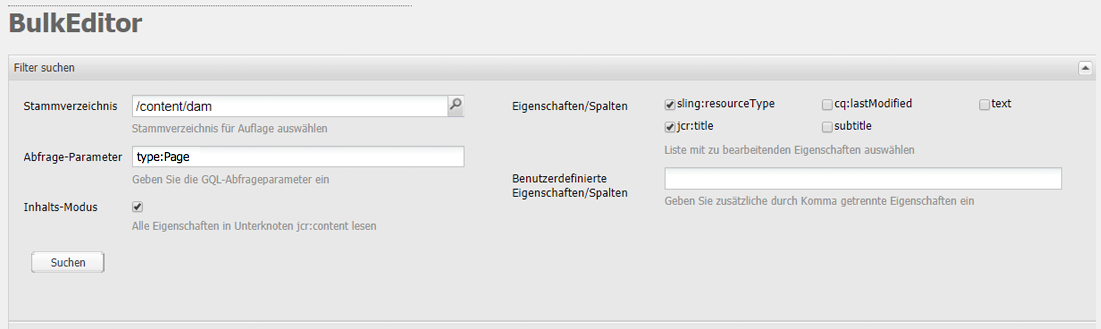 BulkEditor
Filter suchen
Stammverzeichnis
/content/dam
Stammverzeichnis für Auflage auswählen
Abfrage-Parameter
type:Page
Geben Sie die GQL-Abfrageparameter ein
Inhalts-Modus
Alle Eigenschaften in Unterknoten jcr:content lesen
Suchen
Eigenschaften/Spalten
sling:resourceType
cq:lastModified
text
jcr:title
subtitle
Liste mit zu bearbeitenden Eigenschaften auswählen
Benutzerdefinierte
Eigenschaften/Spalten
Geben Sie zusätzliche durch Komma getrennte Eigenschaften ein